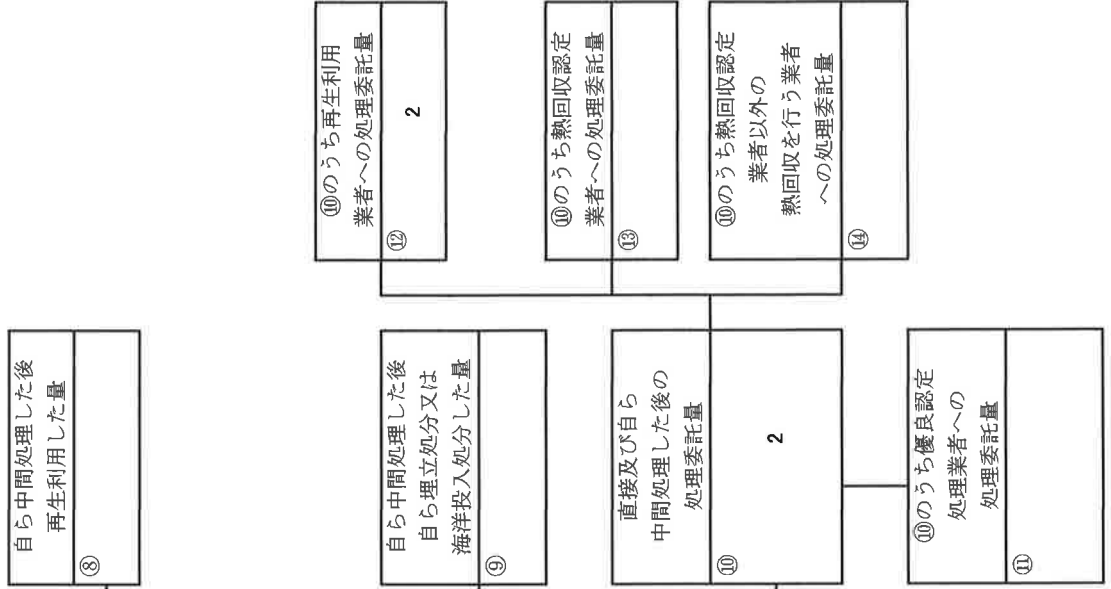 自ら中間処理した後
再生利用した量
⑧
自ら中間処理した後
自ら埋立処分又は
海洋投入処分した量
⑨
直接及び自ら
中間処理した後の
処理委託量
⑩
2
⑩のうち優良認定
処理業者への
処理委託量
⑪
⑩のうち再生利用
業者への処理委託量
⑫
2
⑩のうち熱回収認定
業者への処理委託量
⑬
⑩のうち熱回収認定
業者以外の
熱回収を行う業者
への処理委託量
⑭